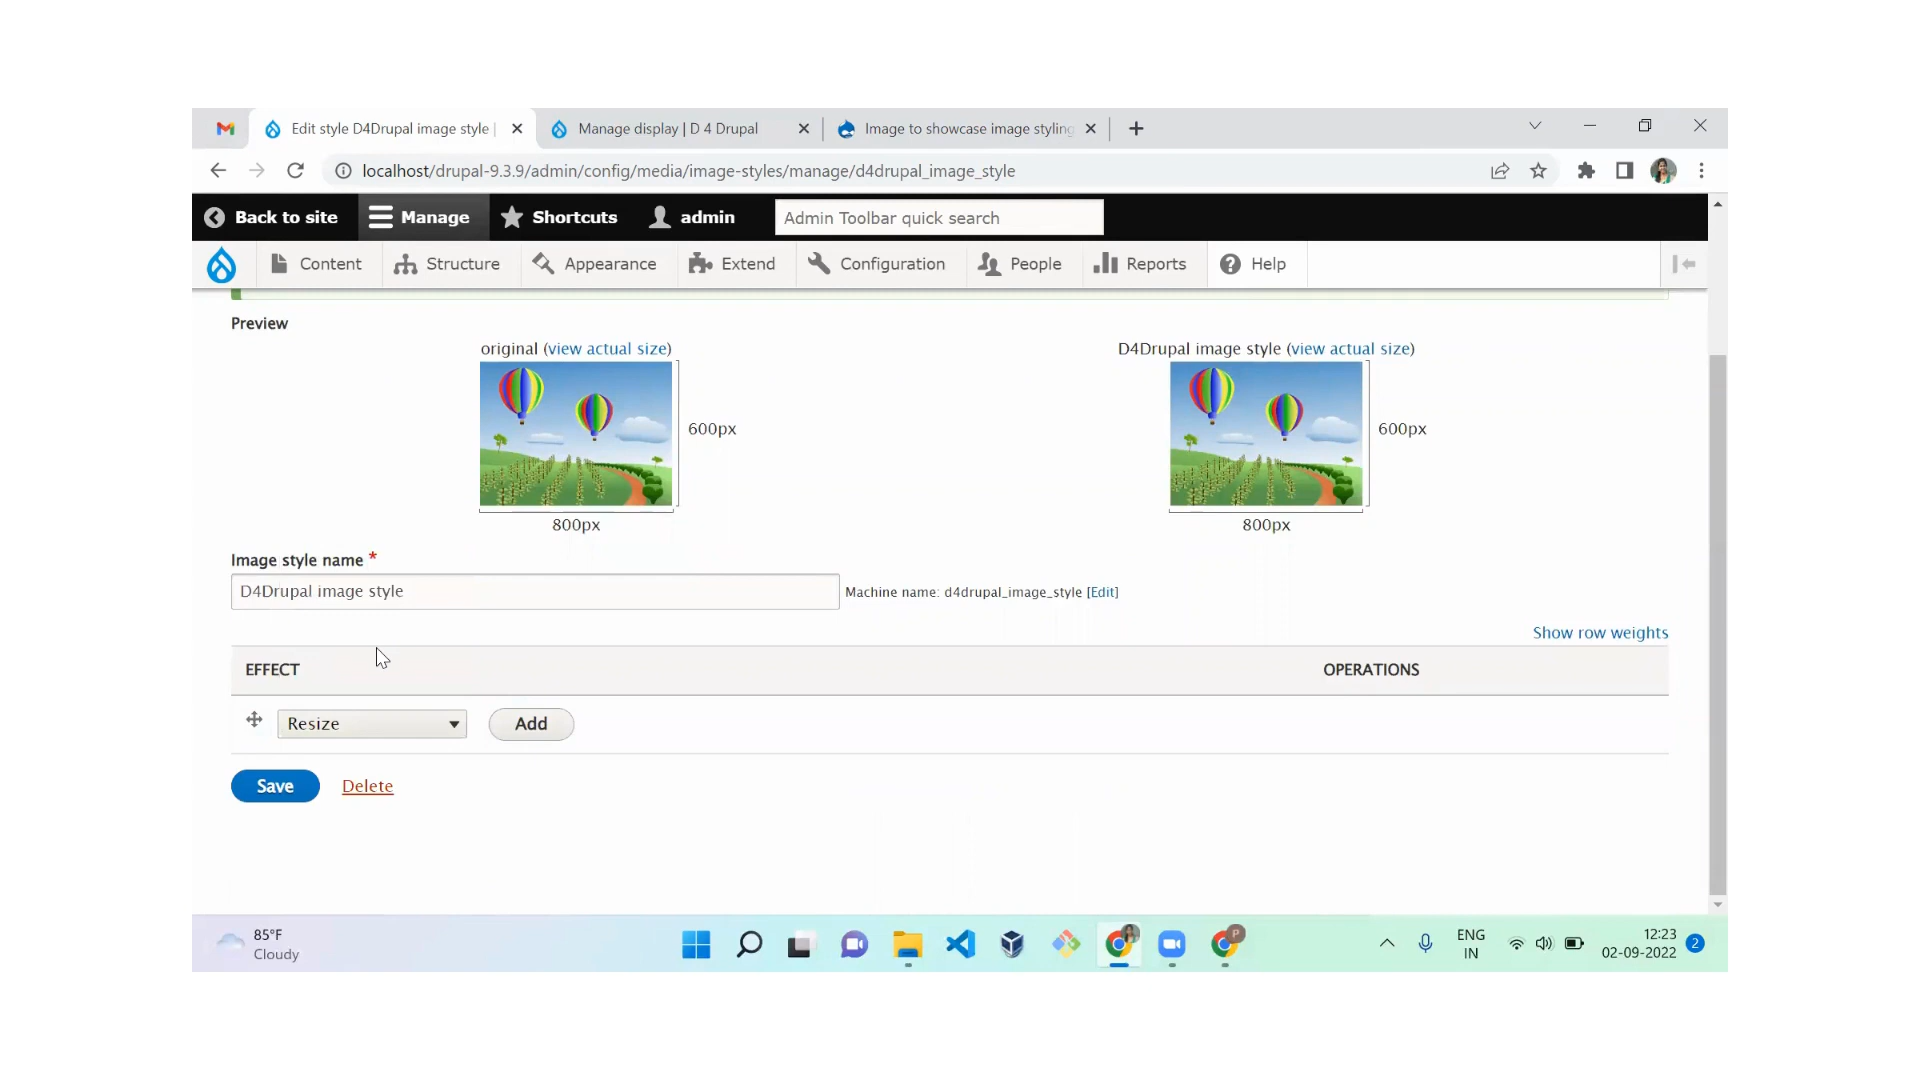 Edit style D4Drupal image style |
Manage display | D 4 Drupal
Image to showcase image styling
localhost/drupal-9.3.9/admin/config/media/image-styles/manage/d4drupal_image_style
Back to site
Manage
Shortcuts
admin
Admin Toolbar quick search
Content
Structure
Appearance
Extend
Configuration
People
Reports
Help
Preview
original (view actual size)
D4Drupal image style (view actual size)
600px
600px
800px
800px
Image style name *
D4Drupal image style
Machine name: d4drupal_image_style [Edit]
Show row weights
EFFECT
OPERATIONS
Resize
Add
Save
Delete
85°F
Cloudy
P
ENG
IN
12:23
02-09-2022
2